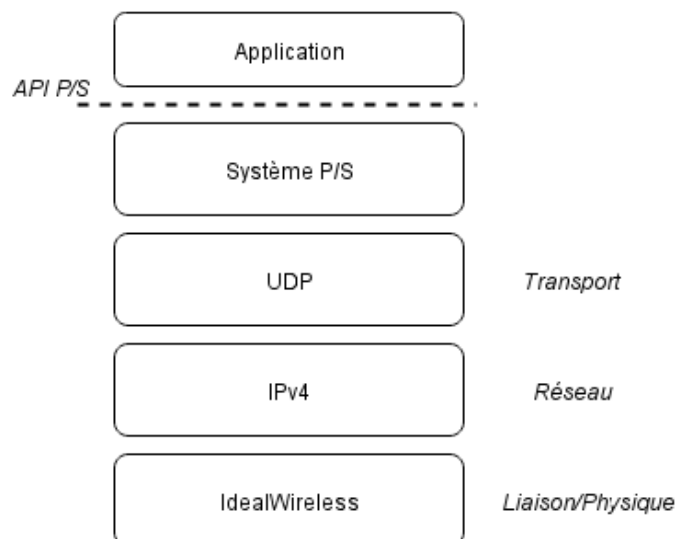 Application
API P/S
Système P/S
UDP
Transport
IPv4
Réseau
IdealWireless
Liaison/Physique